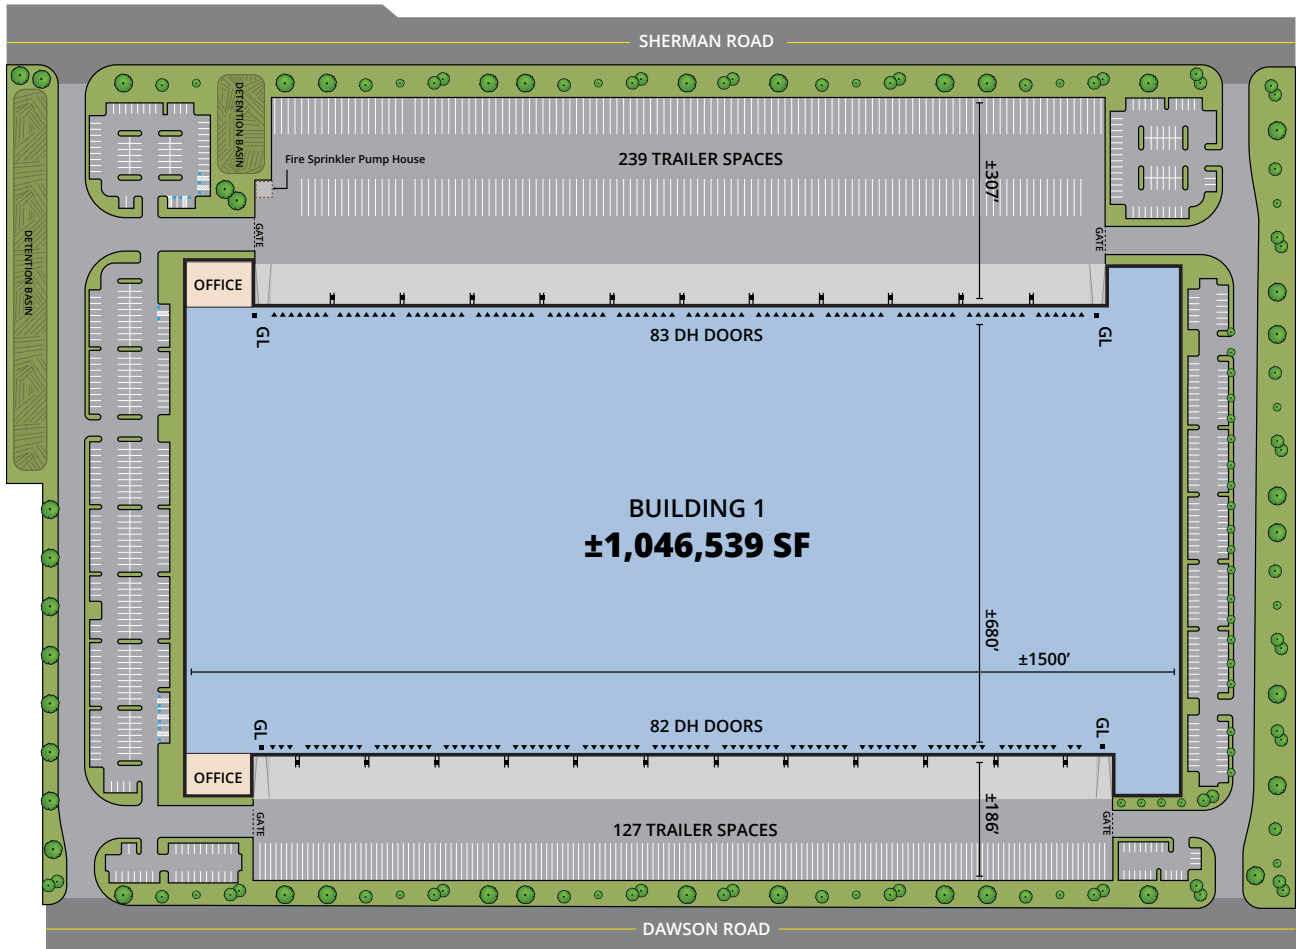 SHERMAN ROAD
DETENTION BASIN
Fire Sprinkler Pump House
239 TRAILER SPACES
±307’
DETENTION BASIN
GATE
GATE
OFFICE
GL
83 DH DOORS
GL
BUILDING 1
±1,046,539 SF
±680’
±1500’
GL
82 DH DOORS
GL
OFFICE
GATE
127 TRAILER SPACES
±186’
GATE
DAWSON ROAD